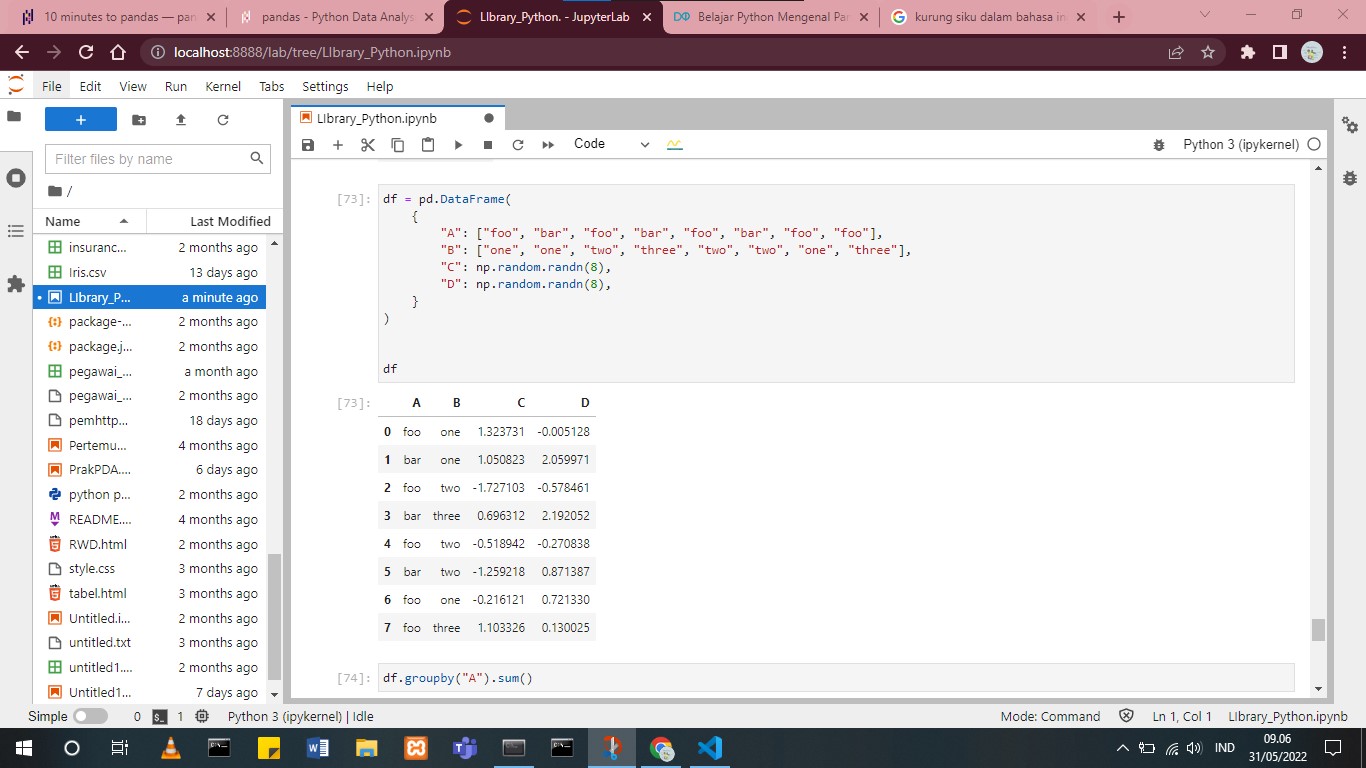 10 minutes to pandas — pan
pandas - Python Data Analys
LIbrary_Python. - JupyterLab
Belajar Python Mengenal Pan
kurung siku dalam bahasa in
localhost:8888/lab/tree/LIbrary_Python.ipynb
File Edit View Run Kernel Tabs Settings Help
LIbrary_Python.ipynb
Code
Python 3 (ipykernel)
Filter files by name
/
Name Last Modified
insuranc... 2 months ago
Iris.csv 13 days ago
LIbrary_P... a minute ago
package-... 2 months ago
package.j... 2 months ago
pegawai_... a month ago
pegawai_... 2 months ago
pemhttp... 18 days ago
Pertemu... 4 months ago
PrakPDA.... 6 days ago
python p... 2 months ago
README.... 4 months ago
RWD.html 2 months ago
style.css 3 months ago
tabel.html 3 months ago
Untitled.i... 2 months ago
untitled.txt 3 months ago
untitled1.... 2 months ago
Untitled1... 7 days ago
[73]: df = pd.DataFrame(
{
"A": ["foo", "bar", "foo", "bar", "foo", "bar", "foo", "foo"],
"B": ["one", "one", "two", "three", "two", "two", "one", "three"],
"C": np.random.randn(8),
"D": np.random.randn(8),
}
)
df
[73]: A B C D
0 foo one 1.323731 -0.005128
1 bar one 1.050823 2.059971
2 foo two -1.727103 -0.578461
3 bar three 0.696312 2.192052
4 foo two -0.518942 -0.270838
5 bar two -1.259218 0.871387
6 foo one -0.216121 0.721330
7 foo three 1.103326 0.130025
[74]: df.groupby("A").sum()
Simple 0 1 Python 3 (ipykernel) | Idle Mode: Command Ln 1, Col 1 LIbrary_Python.ipynb
IND
09.06
31/05/2022